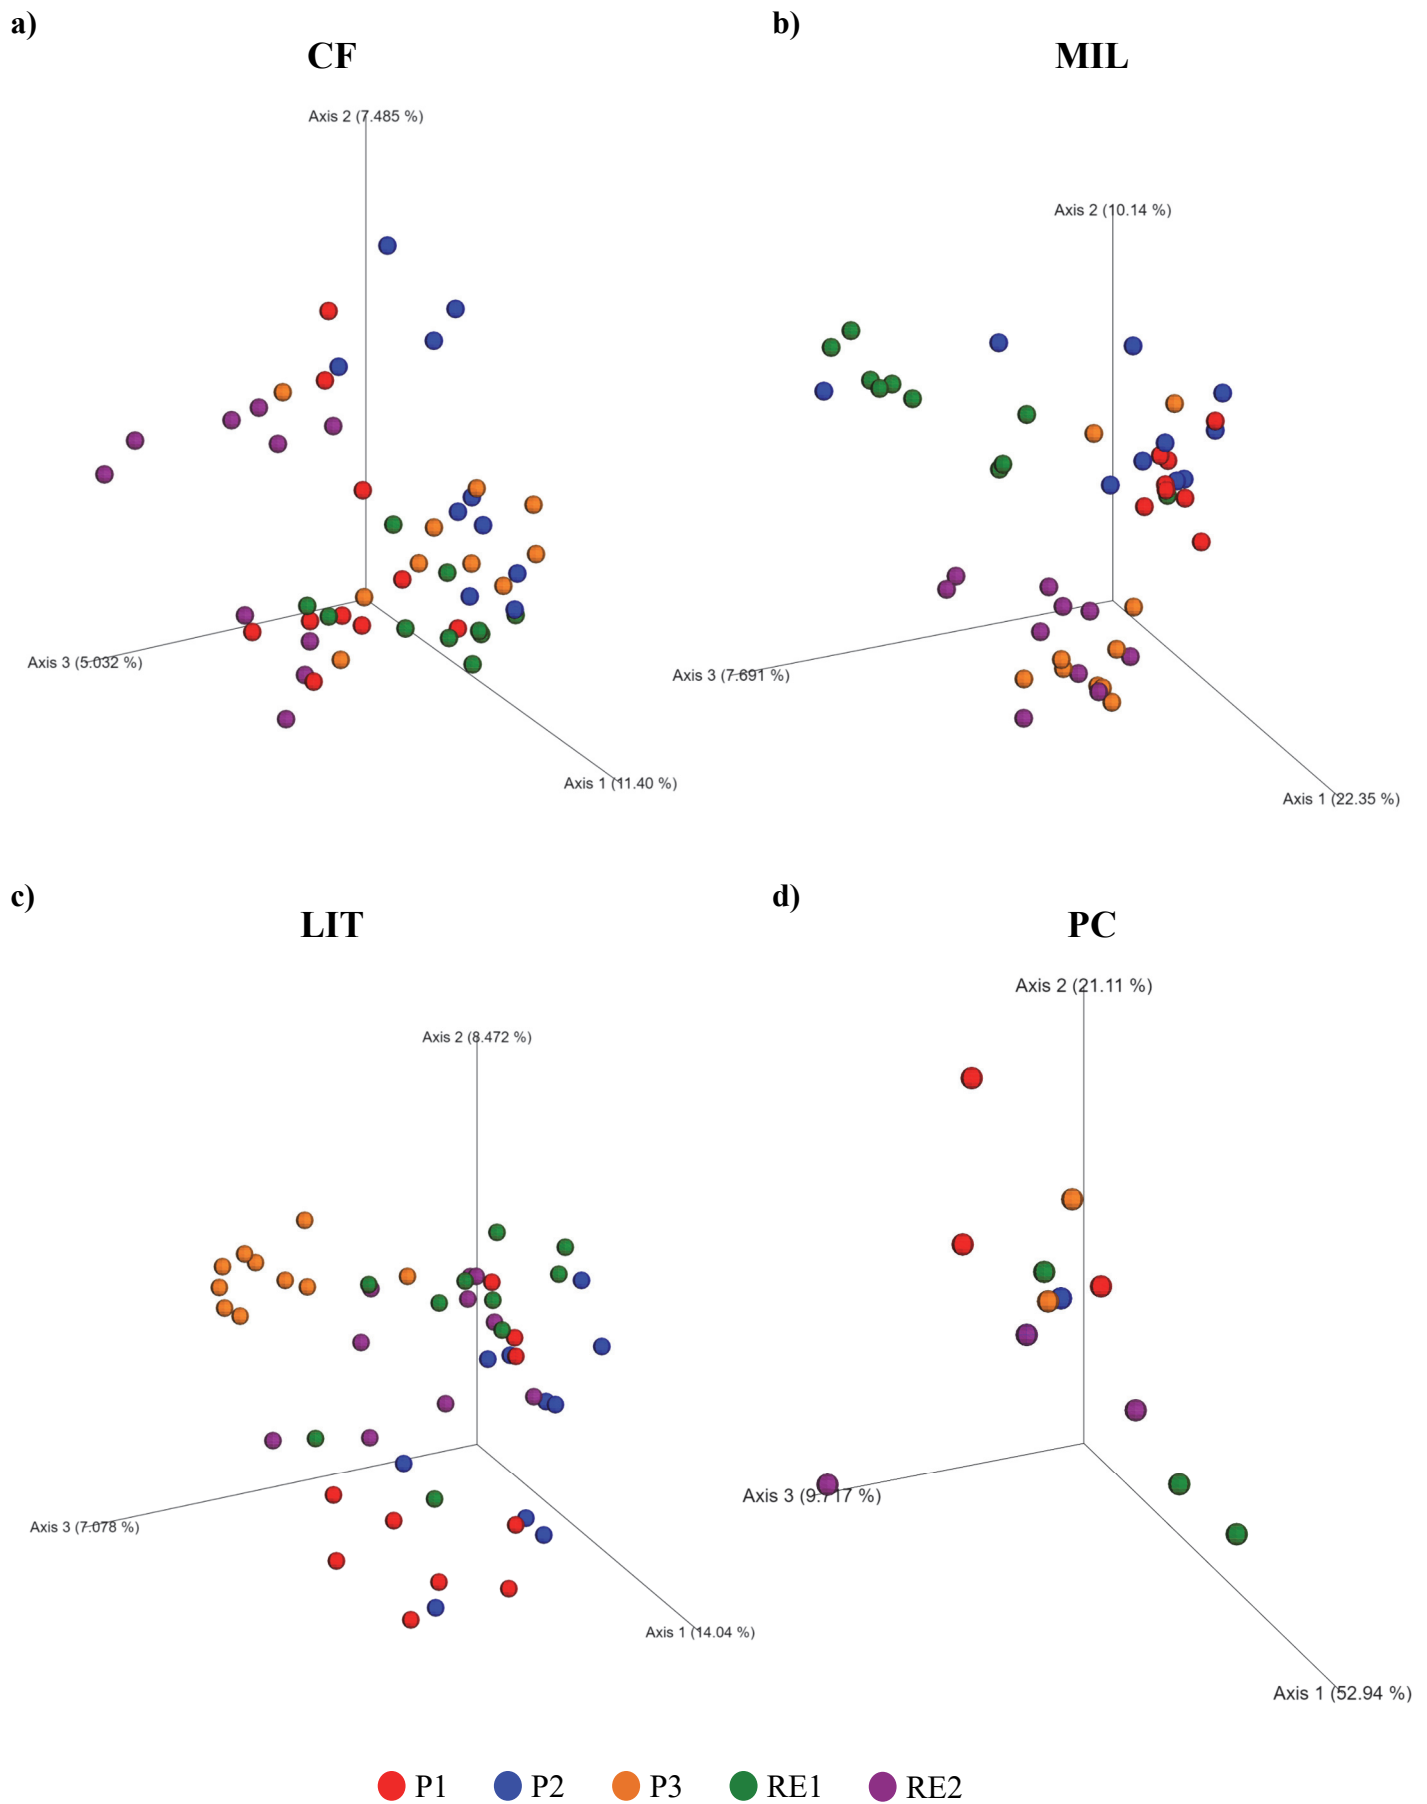 a)
CF
Axis 2 (7.485 %)
Axis 3 (5.032 %)
Axis 1 (11.40 %)
b)
MIL
Axis 2 (10.14 %)
Axis 3 (7.691 %)
Axis 1 (22.35 %)
c)
LIT
Axis 2 (8.472 %)
Axis 3 (7.078 %)
Axis 1 (14.04 %)
d)
PC
Axis 2 (21.11 %)
Axis 3 (9.717 %)
Axis 1 (52.94 %)
P1 P2 P3 RE1 RE2